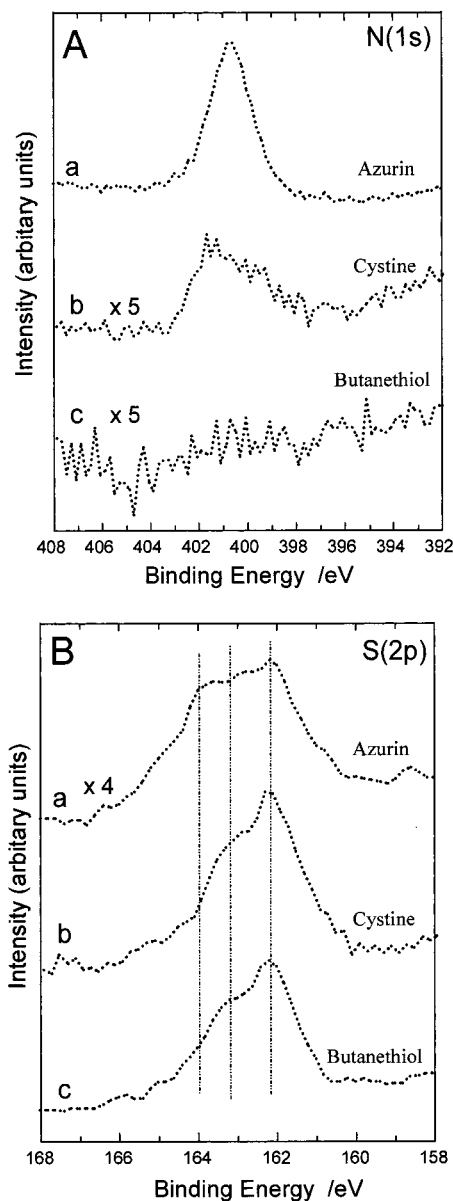 A
N(1s)
a
Azurin
Cystine
b x 5
Butanethiol
c x 5
Intensity (arbitary units)
408 406 404 402 400 398 396 394 392
Binding Energy /eV
B
S(2p)
Azurin
a x 4
Cystine
b
Butanethiol
c
Intensity (arbitary units)
168 166 164 162 160 158
Binding Energy /eV